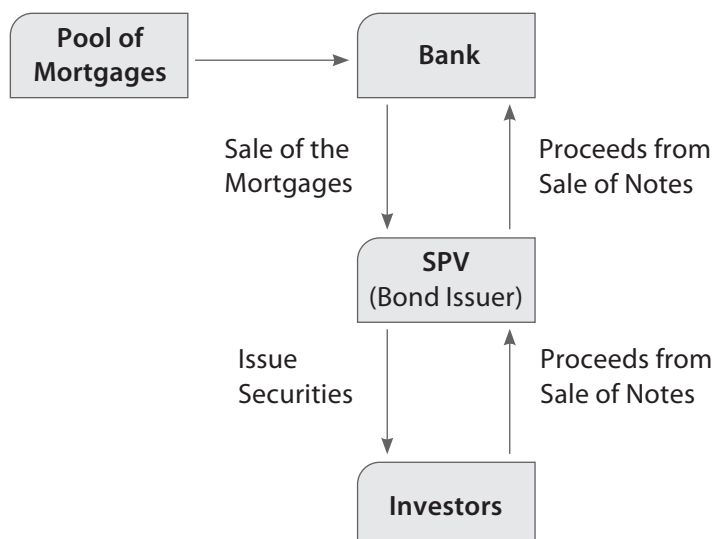 Pool of
Mortgages
Bank
Sale of the
Mortgages
Proceeds from
Sale of Notes
SPV
(Bond Issuer)
Issue
Securities
Proceeds from
Sale of Notes
Investors